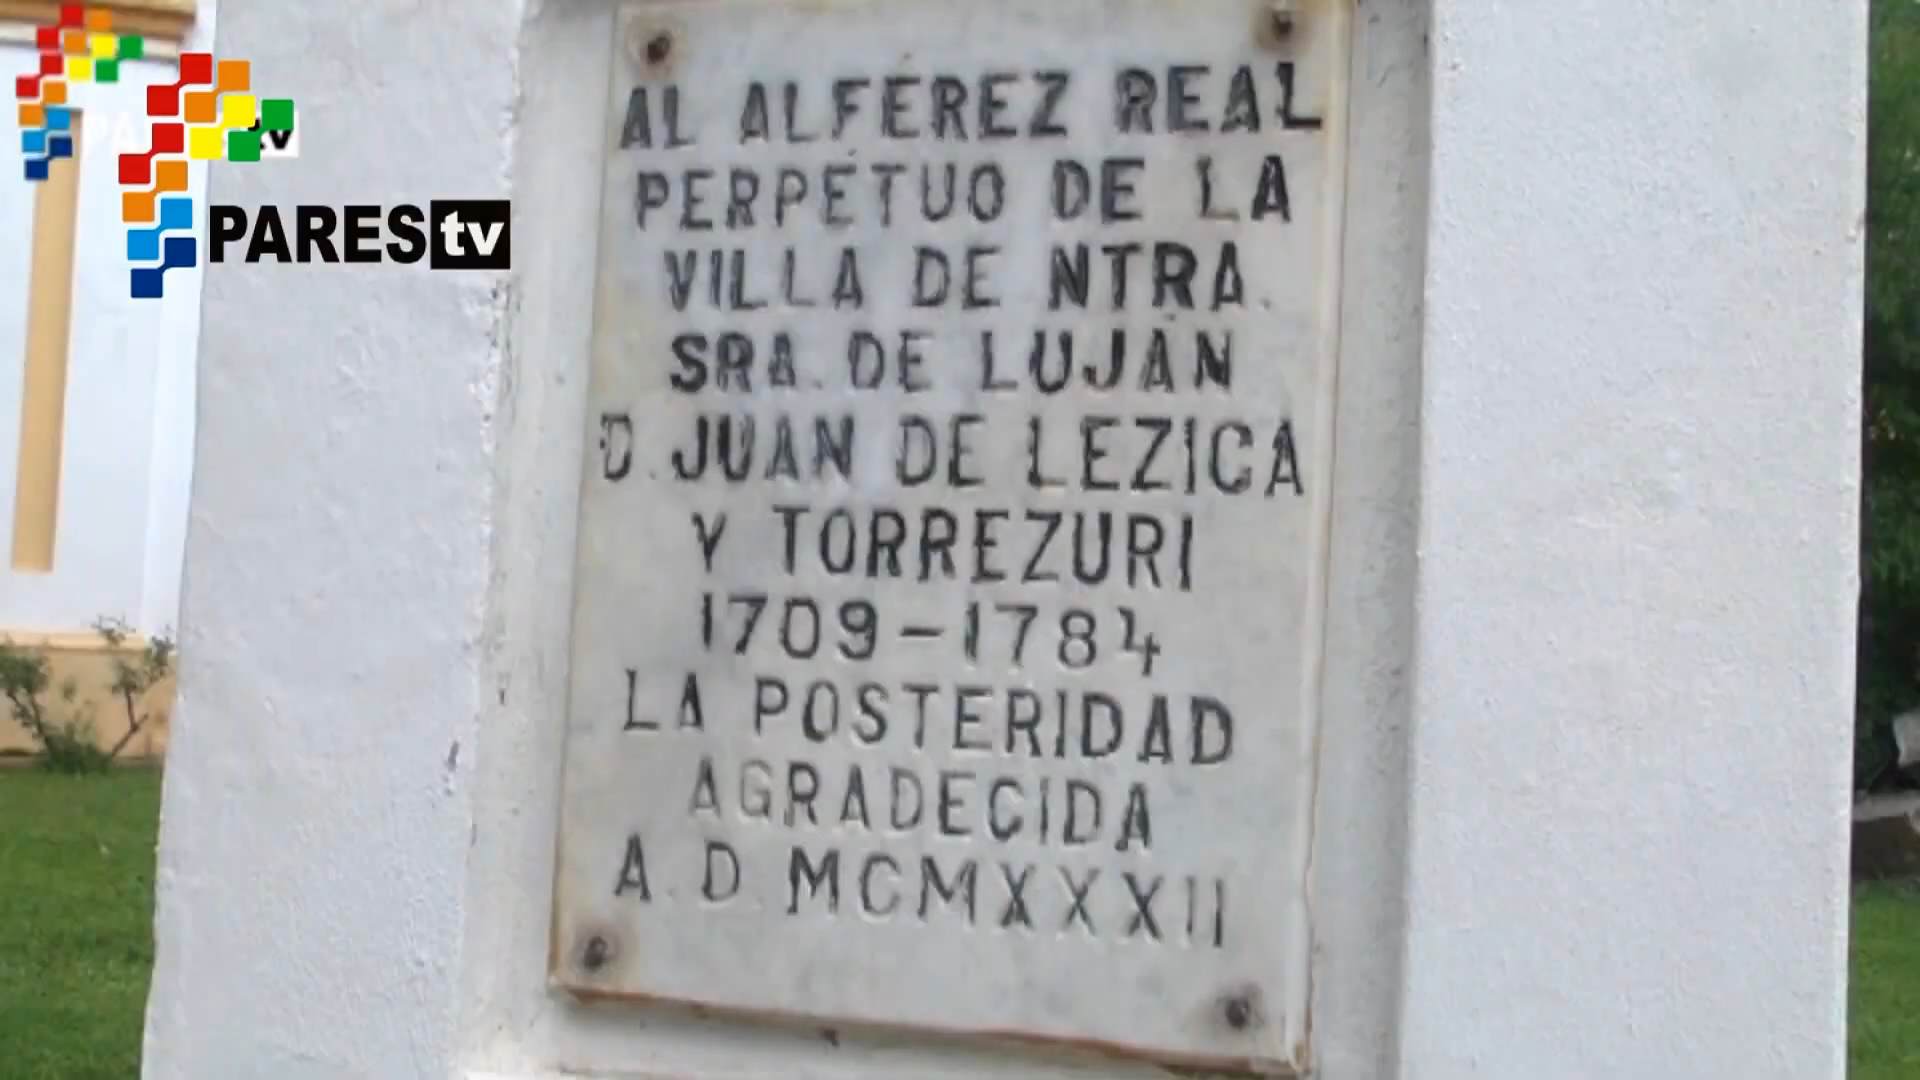 AL ALFÉREZ REAL
PERPÉTUO DE LA
VILLA DE NTRA.
SRA. DE LUJÁN
D. JUAN DE LEZICA
Y TORREZURI
1709-1784
LA POSTERIDAD
AGRADECIDA
A.D. MCMXXXII
PARES tv